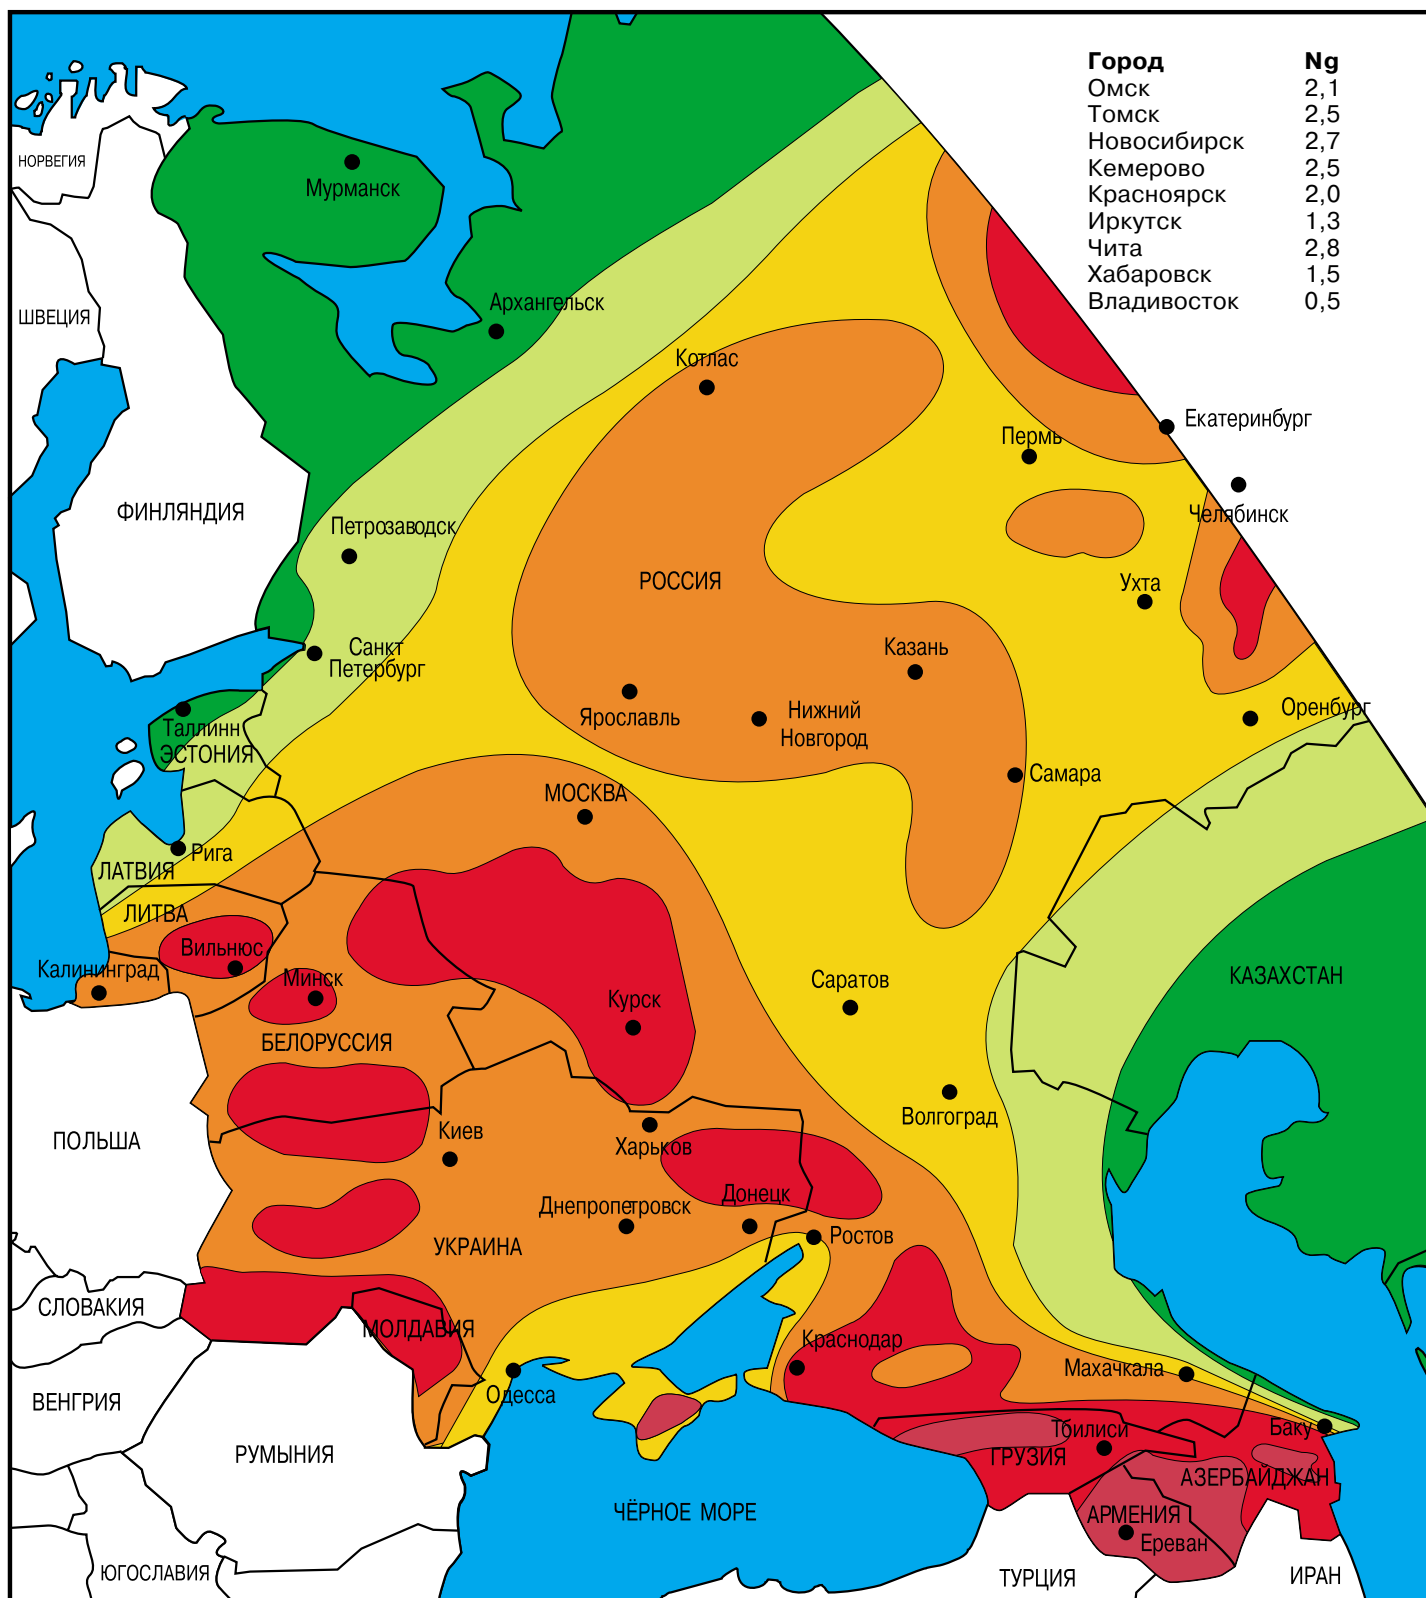 Город Ng
Омск 2,1
Томск 2,5
Новосибирск 2,7
Кемерово 2,5
Красноярск 2,0
Иркутск 1,3
Чита 2,8
Хабаровск 1,5
Владивосток 0,5
НОРВЕГИЯ
Мурманск
Архангельск
ШВЕЦИЯ
Котлас
Екатеринбург
Пермь
ФИНЛЯНДИЯ
Челябинск
Петрозаводск
РОССИЯ
Ухта
Санкт
Петербург
Казань
Ярославль
Нижний
Новгород
Оренбург
Таллинн
ЭСТОНИЯ
Самара
МОСКВА
Рига
ЛАТВИЯ
ЛИТВА
Вильнюс
Калининград
Минск
Саратов
КАЗАХСТАН
Курск
БЕЛОРУССИЯ
Волгоград
ПОЛЬША
Киев
Харьков
Донецк
Днепропетровск
Ростов
УКРАИНА
СЛОВАКИЯ
МОЛДАВИЯ
Краснодар
Махачкала
ВЕНГРИЯ
Одесса
Баку
Тбилиси
РУМЫНИЯ
ГРУЗИЯ
АЗЕРБАЙДЖАН
ЧЁРНОЕ МОРЕ
АРМЕНИЯ
Ереван
ЮГОСЛАВИЯ
ТУРЦИЯ
ИРАН